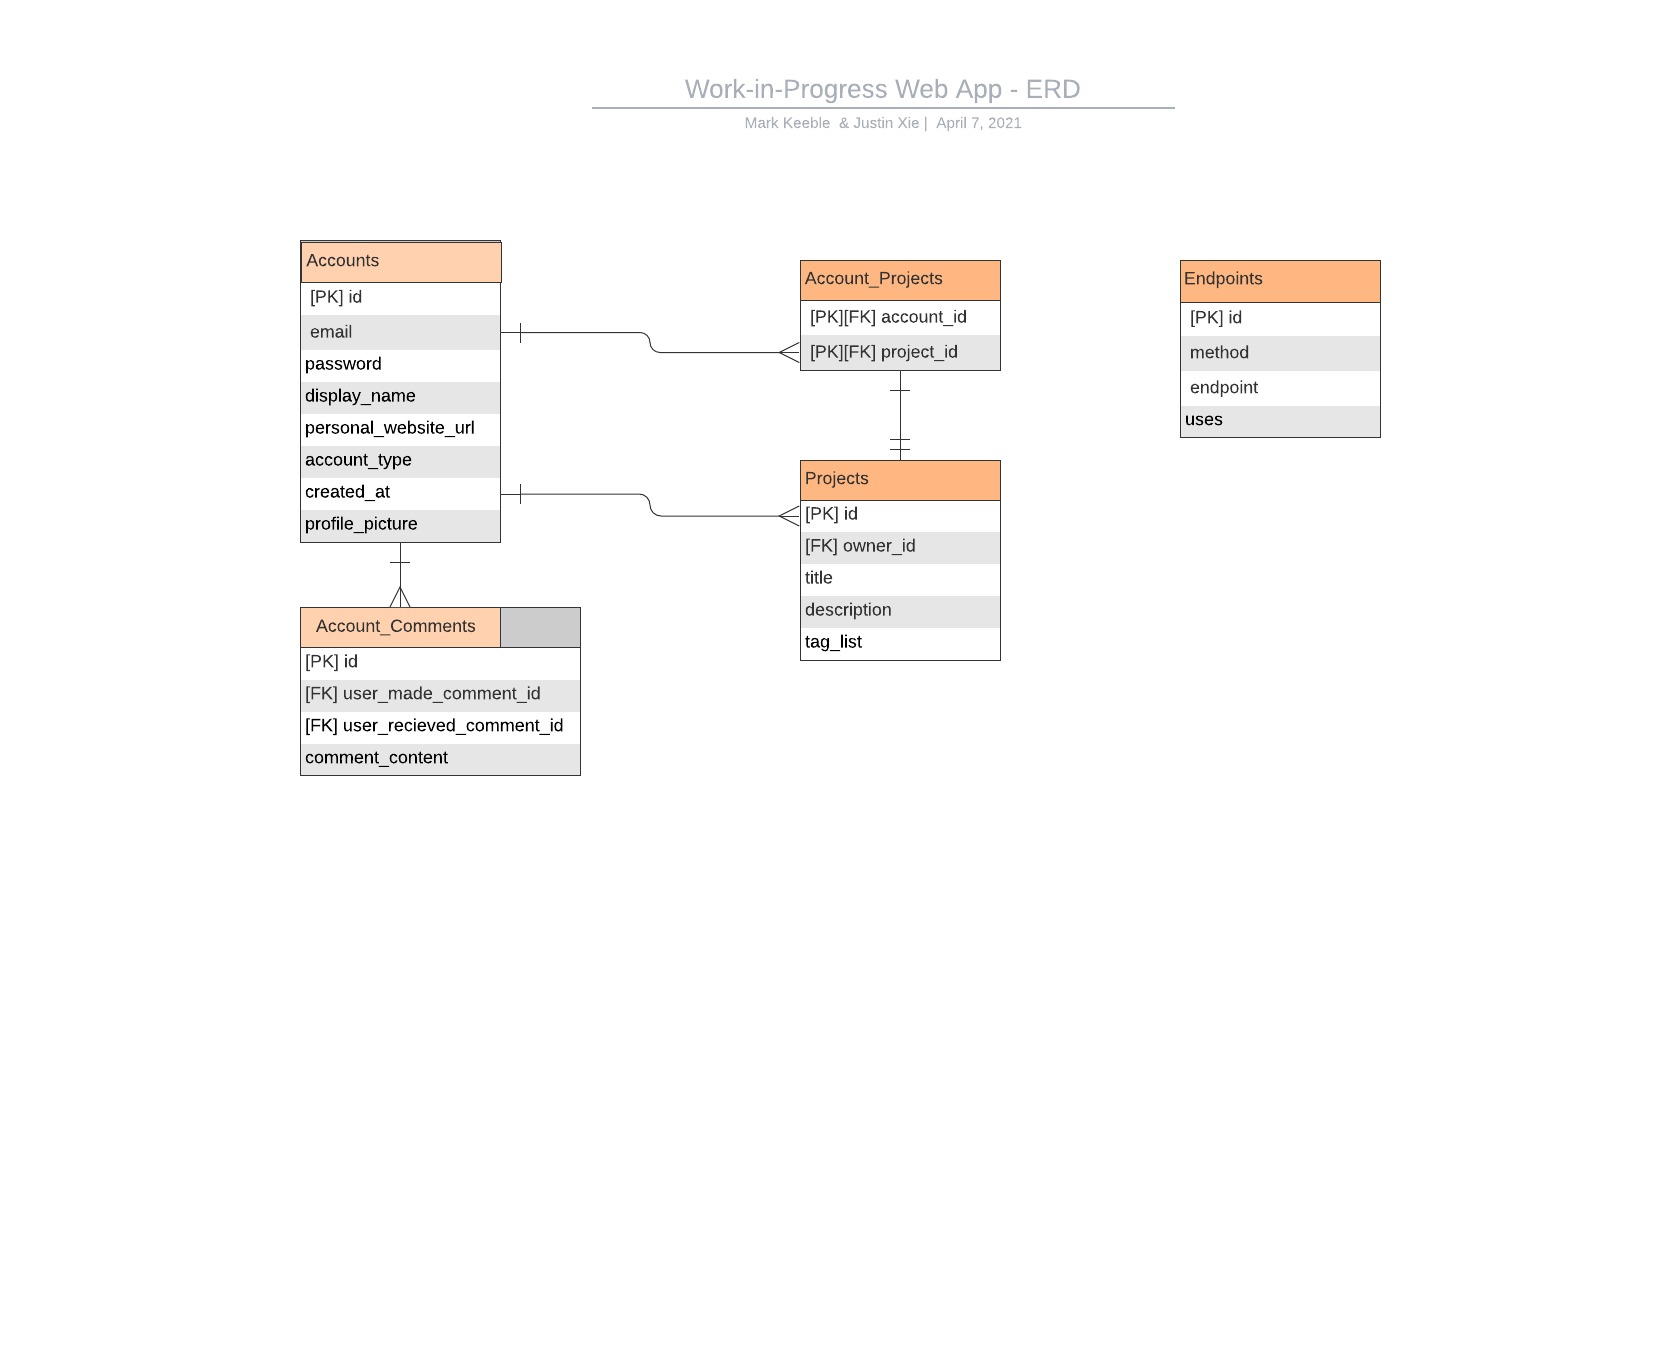 Work-in-Progress Web App - ERD
Mark Keeble & Justin Xie | April 7, 2021
Accounts
[PK] id
email
password
display_name
personal_website_url
account_type
created_at
profile_picture
Account_Projects
[PK][FK] account_id
[PK][FK] project_id
Endpoints
[PK] id
method
endpoint
uses
Projects
[PK] id
[FK] owner_id
title
description
tag_list
Account_Comments
[PK] id
[FK] user_made_comment_id
[FK] user_recieved_comment_id
comment_content